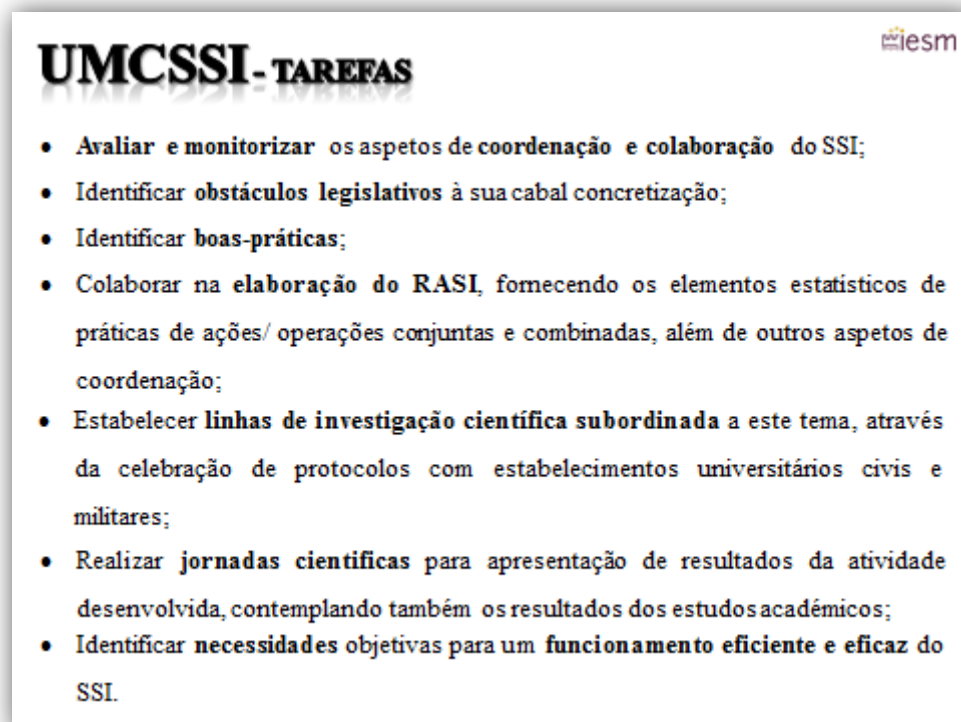 iesm
UMCSSI - TAREFAS
• Avaliar e monitorizar os aspetos de coordenação e colaboração do SSI;
• Identificar obstáculos legislativos à sua cabal concretização;
• Identificar boas-práticas;
• Colaborar na elaboração do RASI, fornecendo os elementos estatísticos de
práticas de ações/ operações conjuntas e combinadas, além de outros aspetos de
coordenação;
• Estabelecer linhas de investigação científica subordinada a este tema, através
da celebração de protocolos com estabelecimentos universitários civis e
militares;
• Realizar jornadas cientificas para apresentação de resultados da atividade
desenvolvida, contemplando também os resultados dos estudos académicos;
• Identificar necessidades objetivas para um funcionamento eficiente e eficaz do
SSI.